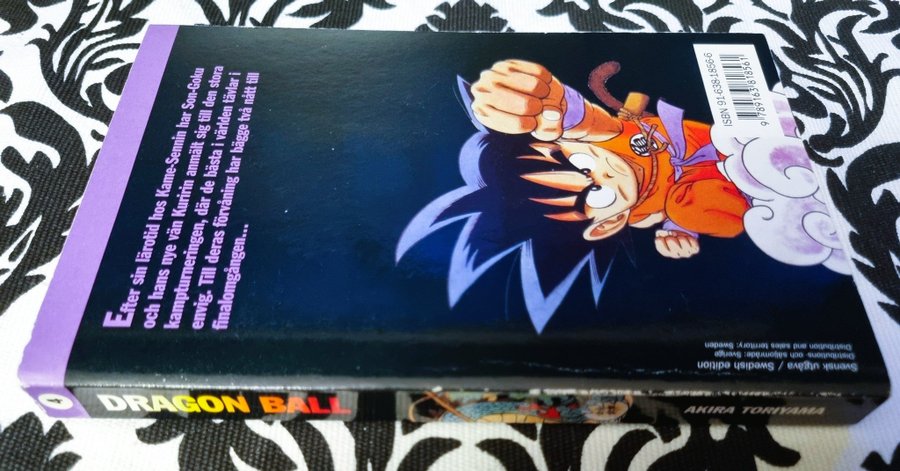 Efter sin lärotid hos Kame-Sennin har Son-Goku
och hans nye vän Kuririn anmält sig till den stora
kampturneringen, där de bästa i världen tävlar i
envig. Till deras förvåning har bägge två nått till
finalomgången...
ISBN 91-638-1856-6
9 789163 818561
Svensk utgåva / Swedish edition
Distributions- och säljområde: Sverige
Distribution and sales territory: Sweden
DRAGON BALL
AKIRA TORIYAMA